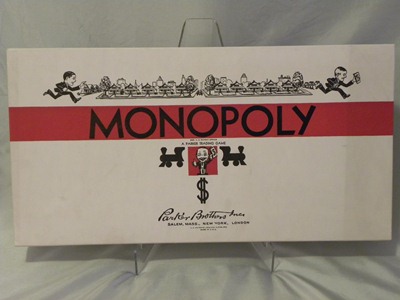 MONOPOLY
A PARKER TRADING GAME
$
Parker Brothers Inc.
SALEM, MASS., NEW YORK, LONDON